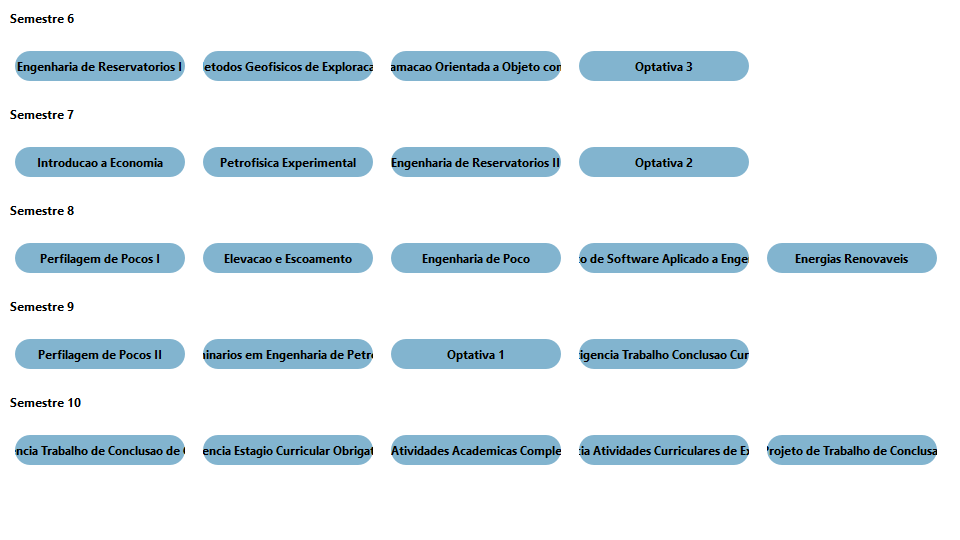 Semestre 6
Engenharia de Reservatorios I
etodos Geofisicos de Exploraca
amacao Orientada a Objeto con
Optativa 3
Semestre 7
Introducao a Economia
Petrofisica Experimental
Engenharia de Reservatorios II
Optativa 2
Semestre 8
Perfilagem de Pocos I
Elevacao e Escoamento
Engenharia de Poco
o de Software Aplicado a Enge
Energias Renovaveis
Semestre 9
Perfilagem de Pocos II
inarios em Engenharia de Petro
Optativa 1
igencia Trabalho Conclusao Cur
Semestre 10
ncia Trabalho de Conclusao de
encia Estagio Curricular Obrigat
Atividades Academicas Comple
cia Atividades Curriculares de Ex
Projeto de Trabalho de Conclusa